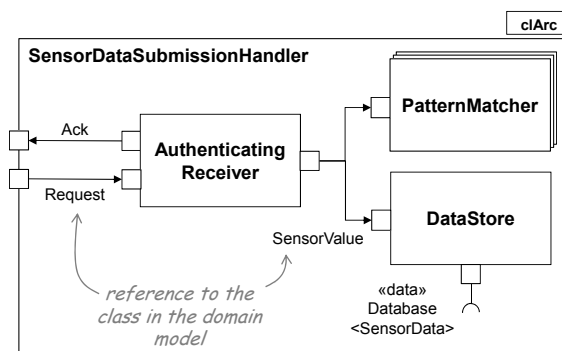 clArc
SensorDataSubmissionHandler
PatternMatcher
Ack
Authenticating
Receiver
Request
DataStore
SensorValue
reference to the
class in the domain
model
«data»
Database
<SensorData>